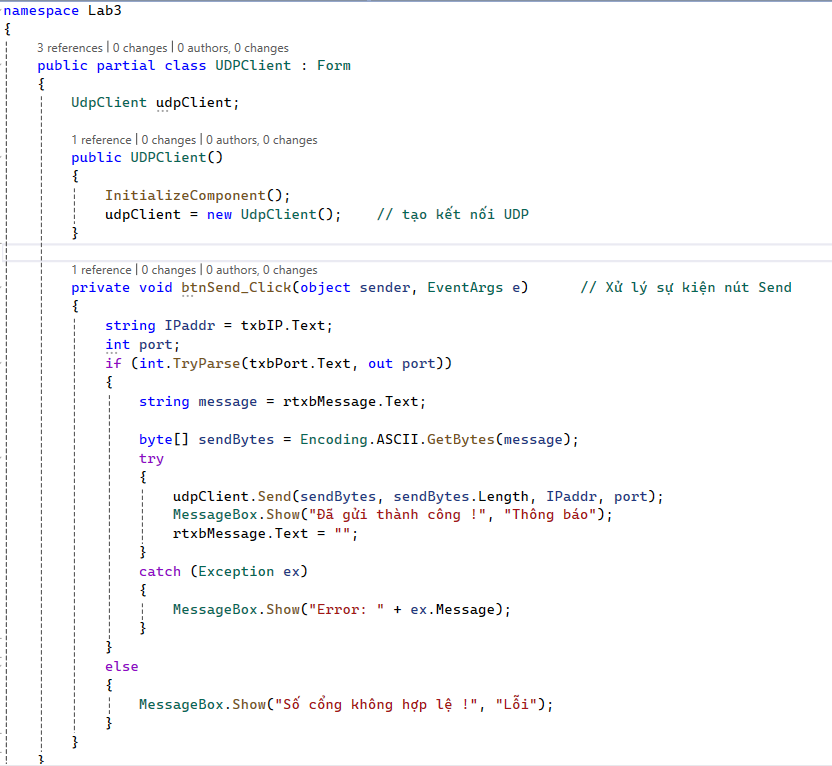 namespace Lab3
{
3 references | 0 changes | 0 authors, 0 changes
public partial class UDPClient : Form
{
UdpClient udpClient;
1 reference | 0 changes | 0 authors, 0 changes
public UDPClient()
{
InitializeComponent();
udpClient = new UdpClient();    // tạo kết nối UDP
}
1 reference | 0 changes | 0 authors, 0 changes
private void btnSend_Click(object sender, EventArgs e)      // Xử lý sự kiện nút Send
{
string IPaddr = txbIP.Text;
int port;
if (int.TryParse(txbPort.Text, out port))
{
string message = rtxbMessage.Text;
byte[] sendBytes = Encoding.ASCII.GetBytes(message);
try
{
udpClient.Send(sendBytes, sendBytes.Length, IPaddr, port);
MessageBox.Show("Đã gửi thành công !", "Thông báo");
rtxbMessage.Text = "";
}
catch (Exception ex)
{
MessageBox.Show("Error: " + ex.Message);
}
}
else
{
MessageBox.Show("Số cổng không hợp lệ !", "Lỗi");
}
}
}